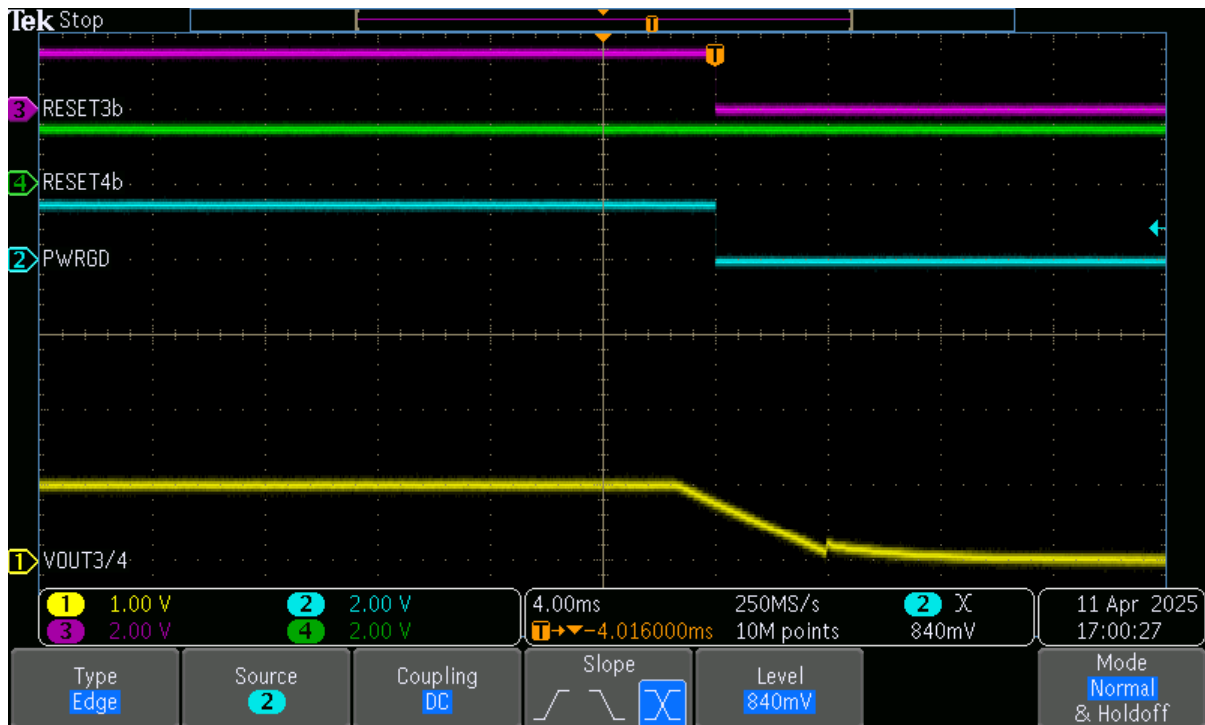 Tek Stop
T
T
3 RESET3b
4 RESET4b
2 PWRGD
1 VOUT3/4
1 1.00 V 2 2.00 V
3 2.00 V 4 2.00 V
4.00ms 250MS/s 2
T→▼-4.016000ms 10M points 840mV
11 Apr 2025
17:00:27
Type
Edge
Source
2
Coupling
DC
Slope
Level
840mV
Mode
Normal
& Holdoff